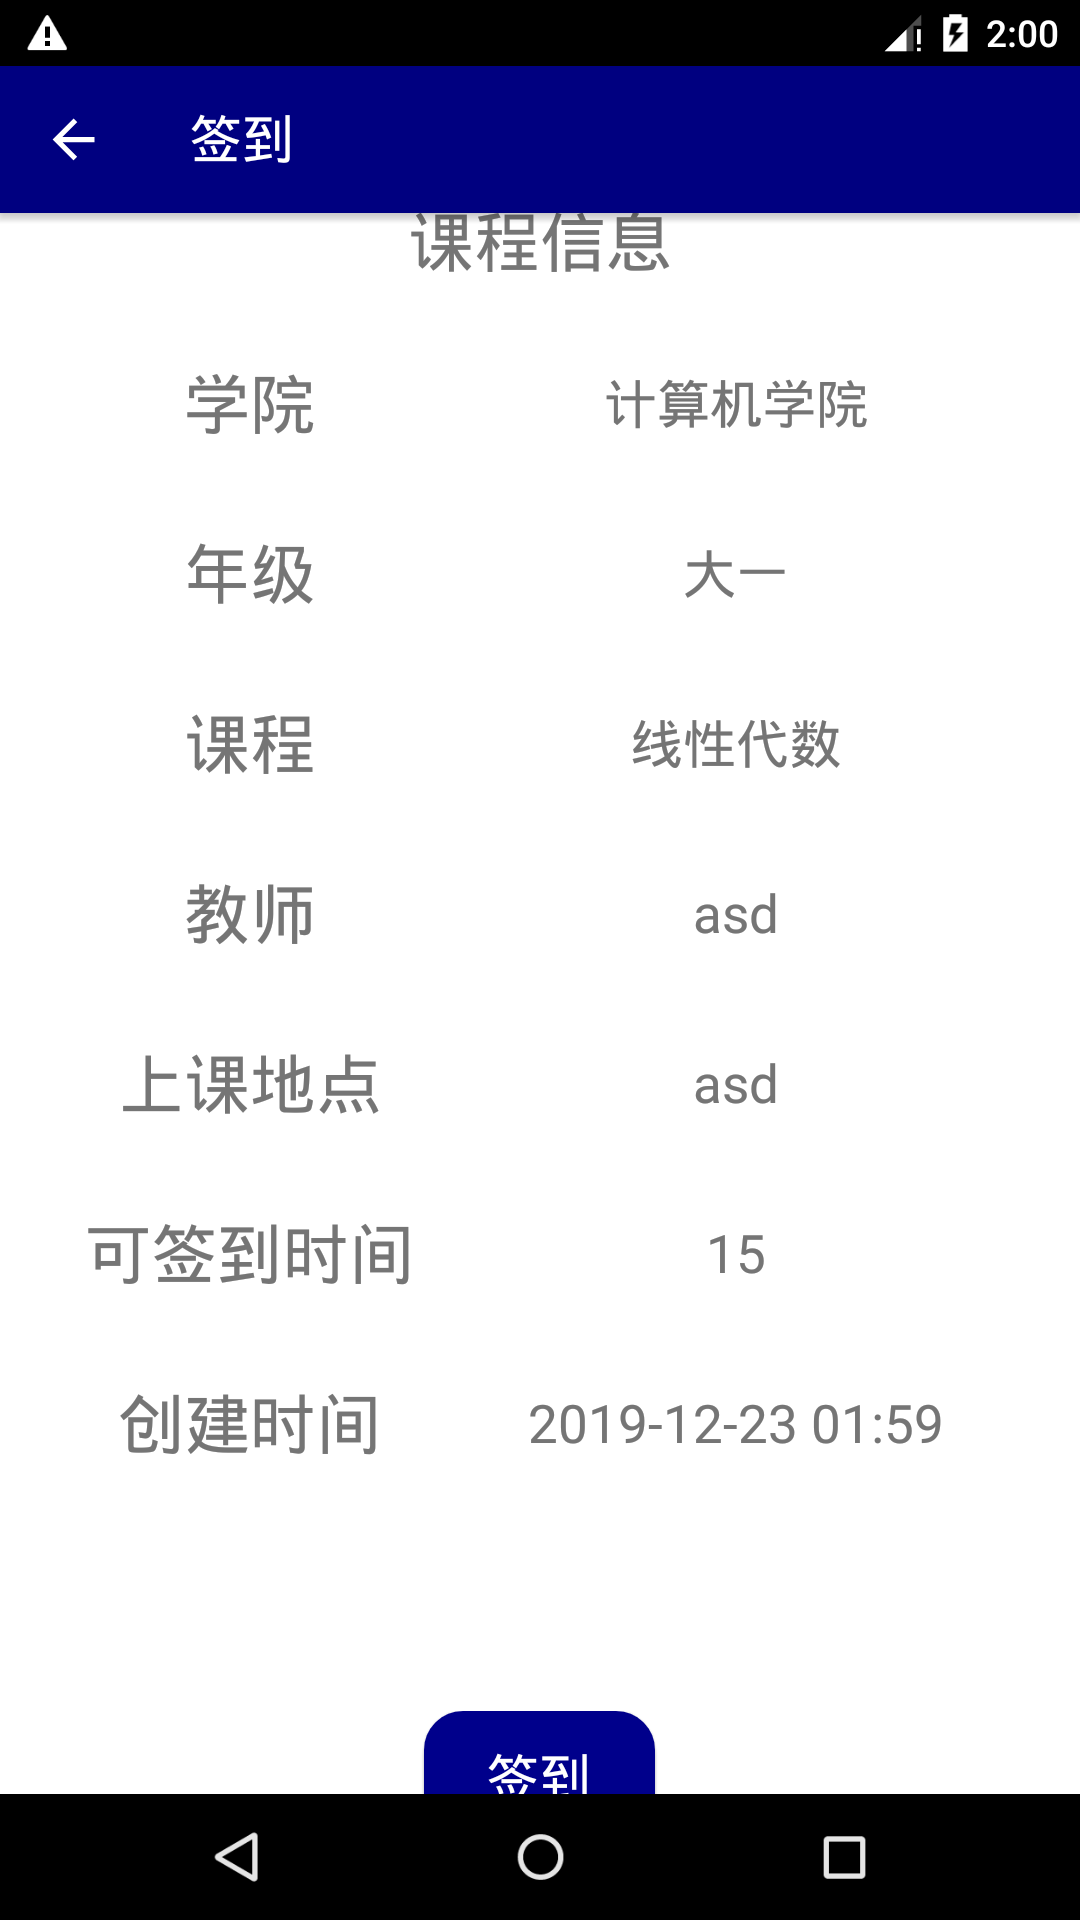 2:00
签到
课程信息
学院 计算机学院
年级 大一
课程 线性代数
教师 asd
上课地点 asd
可签到时间 15
创建时间 2019-12-23 01:59
签到